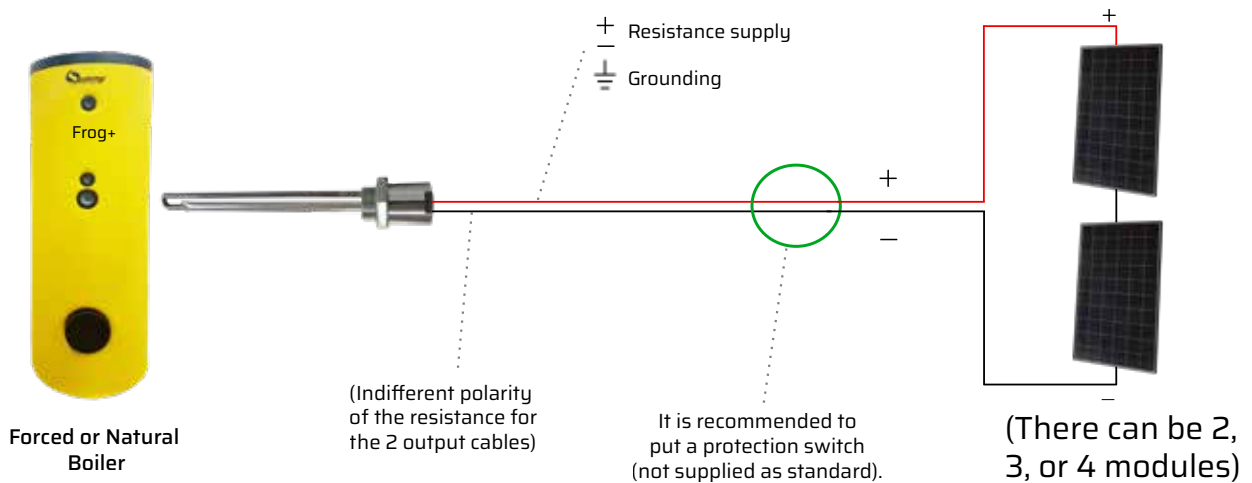 + Resistance supply
−
Grounding
Frog+
+
+
−
−
(Indifferent polarity
of the resistance for
the 2 output cables)
It is recommended to
put a protection switch
(not supplied as standard).
Forced or Natural
Boiler
(There can be 2,
3, or 4 modules)